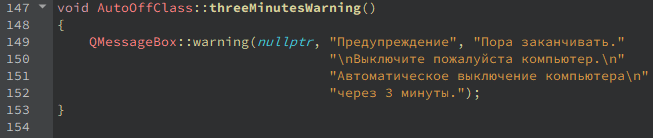 147 void AutoOffClass::threeMinutesWarning()
148 {
149 QMessageBox::warning(nullptr, "Предупреждение", "Пора заканчивать."
150 "\nВыключите пожалуйста компьютер.\n"
151 "Автоматическое выключение компьютера\n"
152 "через 3 минуты.");
153 }
154